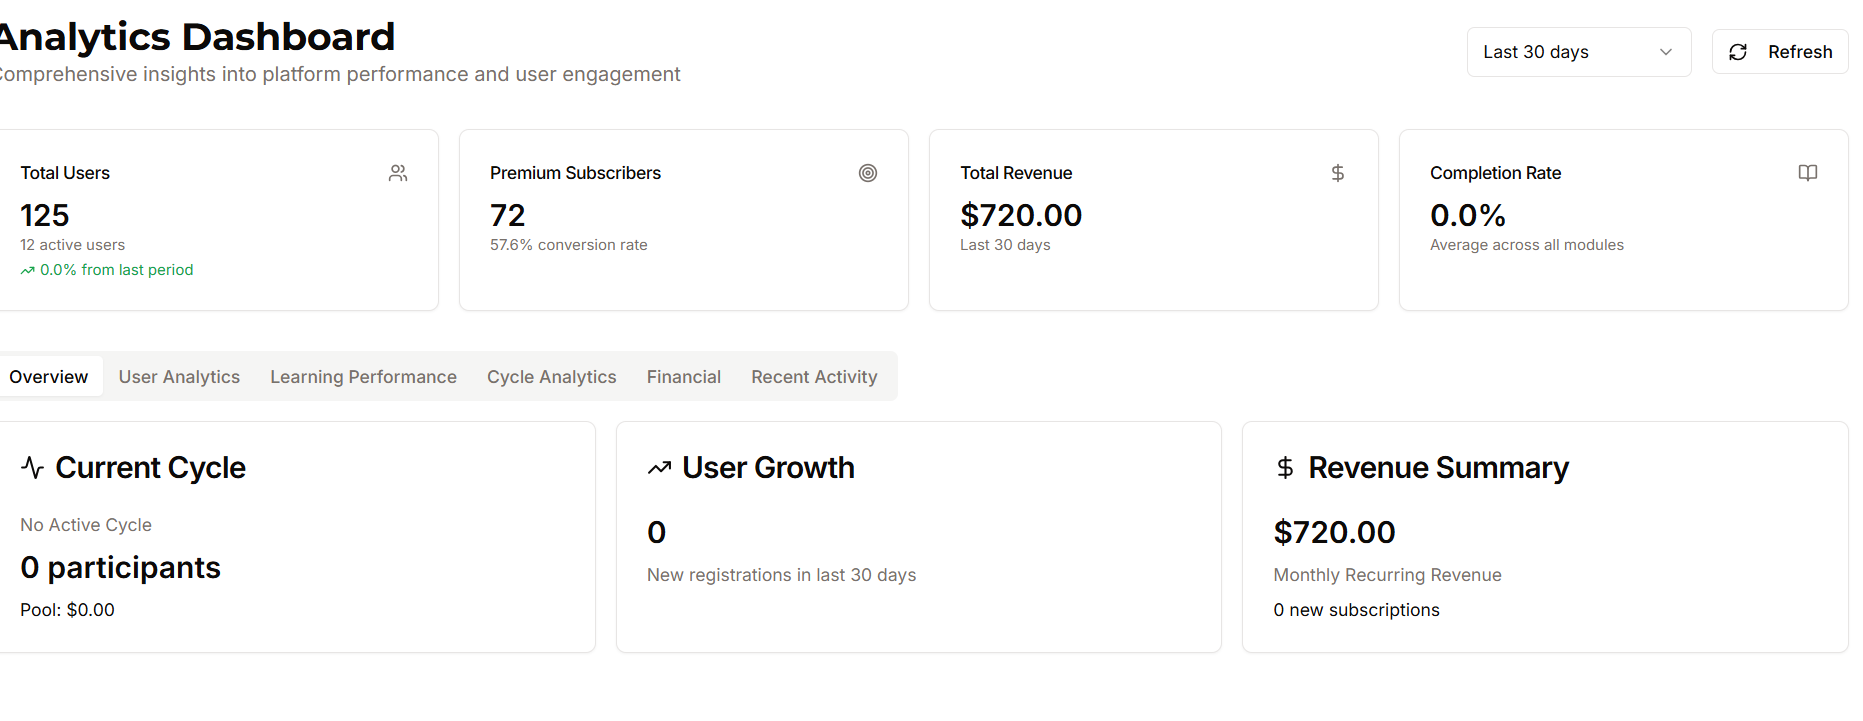 Analytics Dashboard
Comprehensive insights into platform performance and user engagement
Last 30 days
Refresh
Total Users
125
12 active users
0.0% from last period
Premium Subscribers
72
57.6% conversion rate
Total Revenue
$720.00
Last 30 days
Completion Rate
0.0%
Average across all modules
Overview
User Analytics
Learning Performance
Cycle Analytics
Financial
Recent Activity
Current Cycle
No Active Cycle
0 participants
Pool: $0.00
User Growth
0
New registrations in last 30 days
Revenue Summary
$720.00
Monthly Recurring Revenue
0 new subscriptions